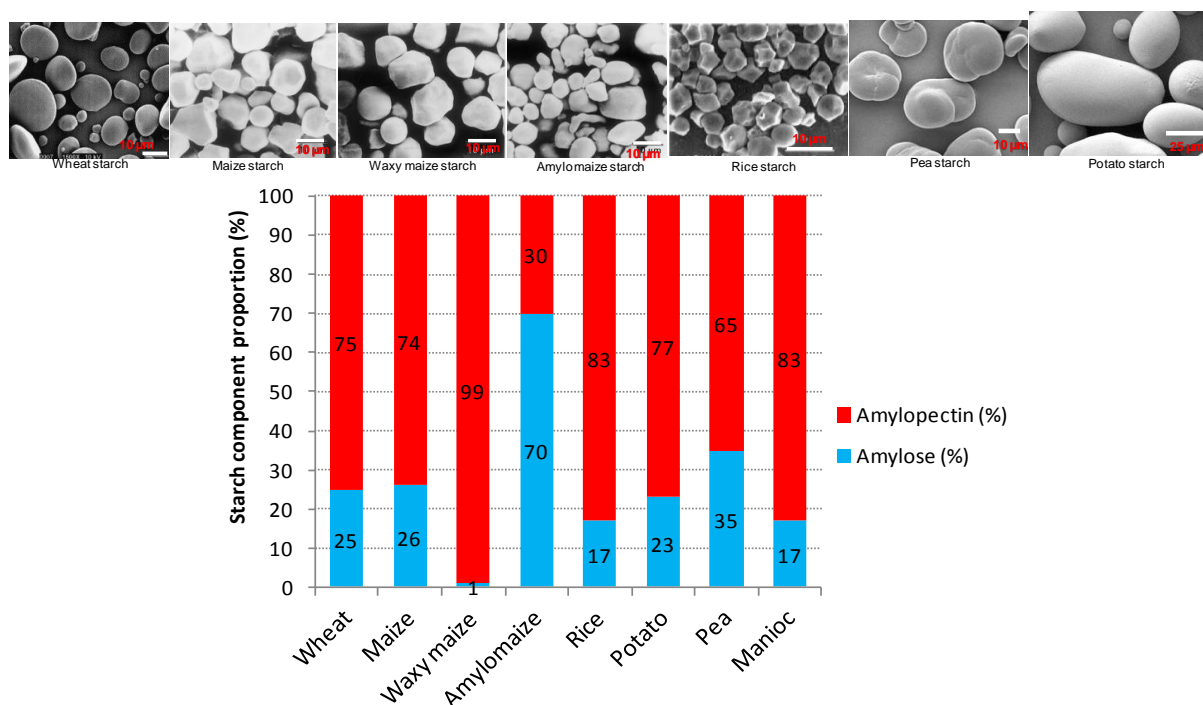 10 µm 10 µm 10 µm 10 µm 10 µm 10 µm 25 µm
Wheat starch Maize starch Waxy maize starch Amylomaize starch Rice starch Pea starch Potato starch
Starch component proportion (%)
100
90
80
70
60
50
40
30
20
10
0
75 74 99 30 83 77 65 83
25 26 1 70 17 23 35 17
Wheat Maize Waxy maize Amylomaize Rice Potato Pea Manioc
Amylopectin (%)
Amylose (%)